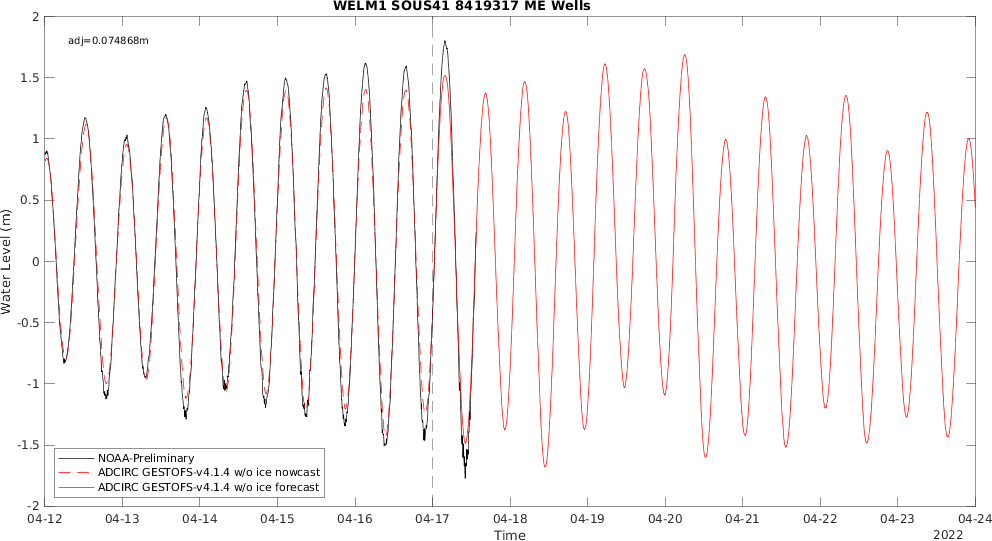 WELM1 SOUS41 8419317 ME Wells
adj=0.074868m
Water Level (m)
2
1.5
1
0.5
0
-0.5
-1
-1.5
-2
NOAA-Preliminary
ADCIRC GESTOFS-v4.1.4 w/o ice nowcast
ADCIRC GESTOFS-v4.1.4 w/o ice forecast
04-12 04-13 04-14 04-15 04-16 04-17 04-18 04-19 04-20 04-21 04-22 04-23 04-24
Time
2022